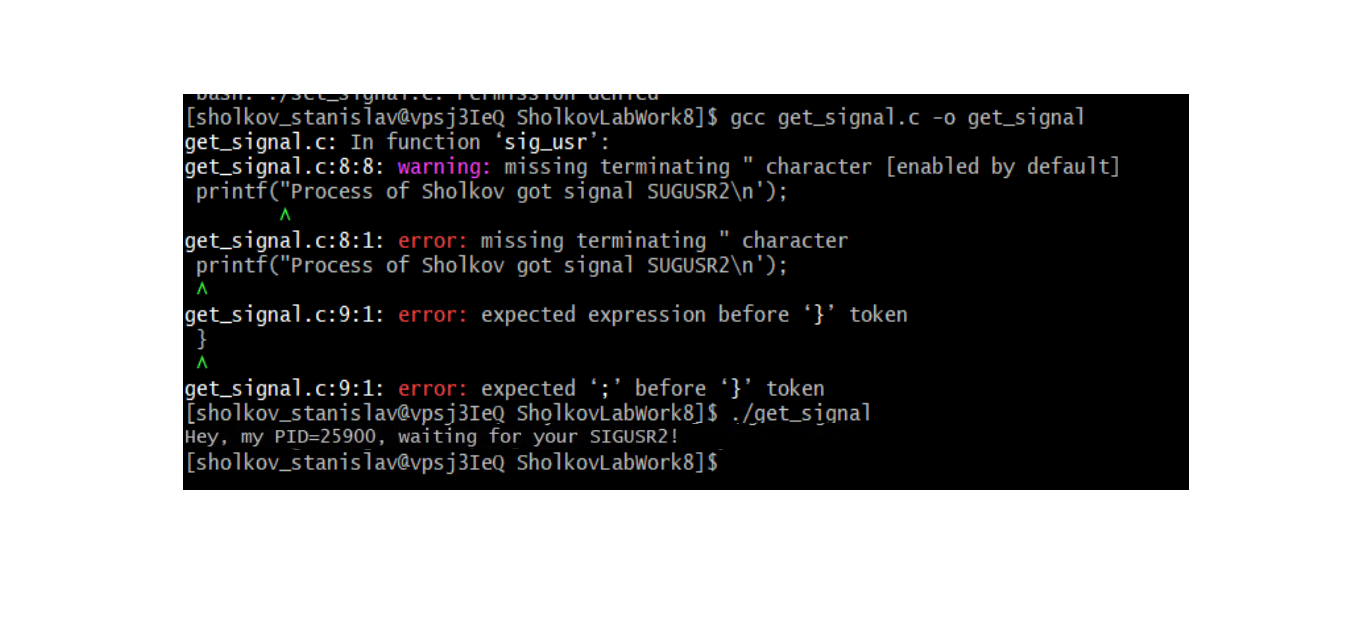 bash: ./set_signal.c: Permission denied
[sholkov_stanislav@vpsj3IeQ SholkovLabWork8]$ gcc get_signal.c -o get_signal
get_signal.c: In function ‘sig_usr’:
get_signal.c:8:8: warning: missing terminating " character [enabled by default]
printf("Process of Sholkov got signal SUGUSR2\n');
^
get_signal.c:8:1: error: missing terminating " character
printf("Process of Sholkov got signal SUGUSR2\n');
^
get_signal.c:9:1: error: expected expression before ‘}’ token
}
^
get_signal.c:9:1: error: expected ‘;’ before ‘}’ token
[sholkov_stanislav@vpsj3IeQ SholkovLabWork8]$ ./get_signal
Hey, my PID=25900, waiting for your SIGUSR2!
[sholkov_stanislav@vpsj3IeQ SholkovLabWork8]$